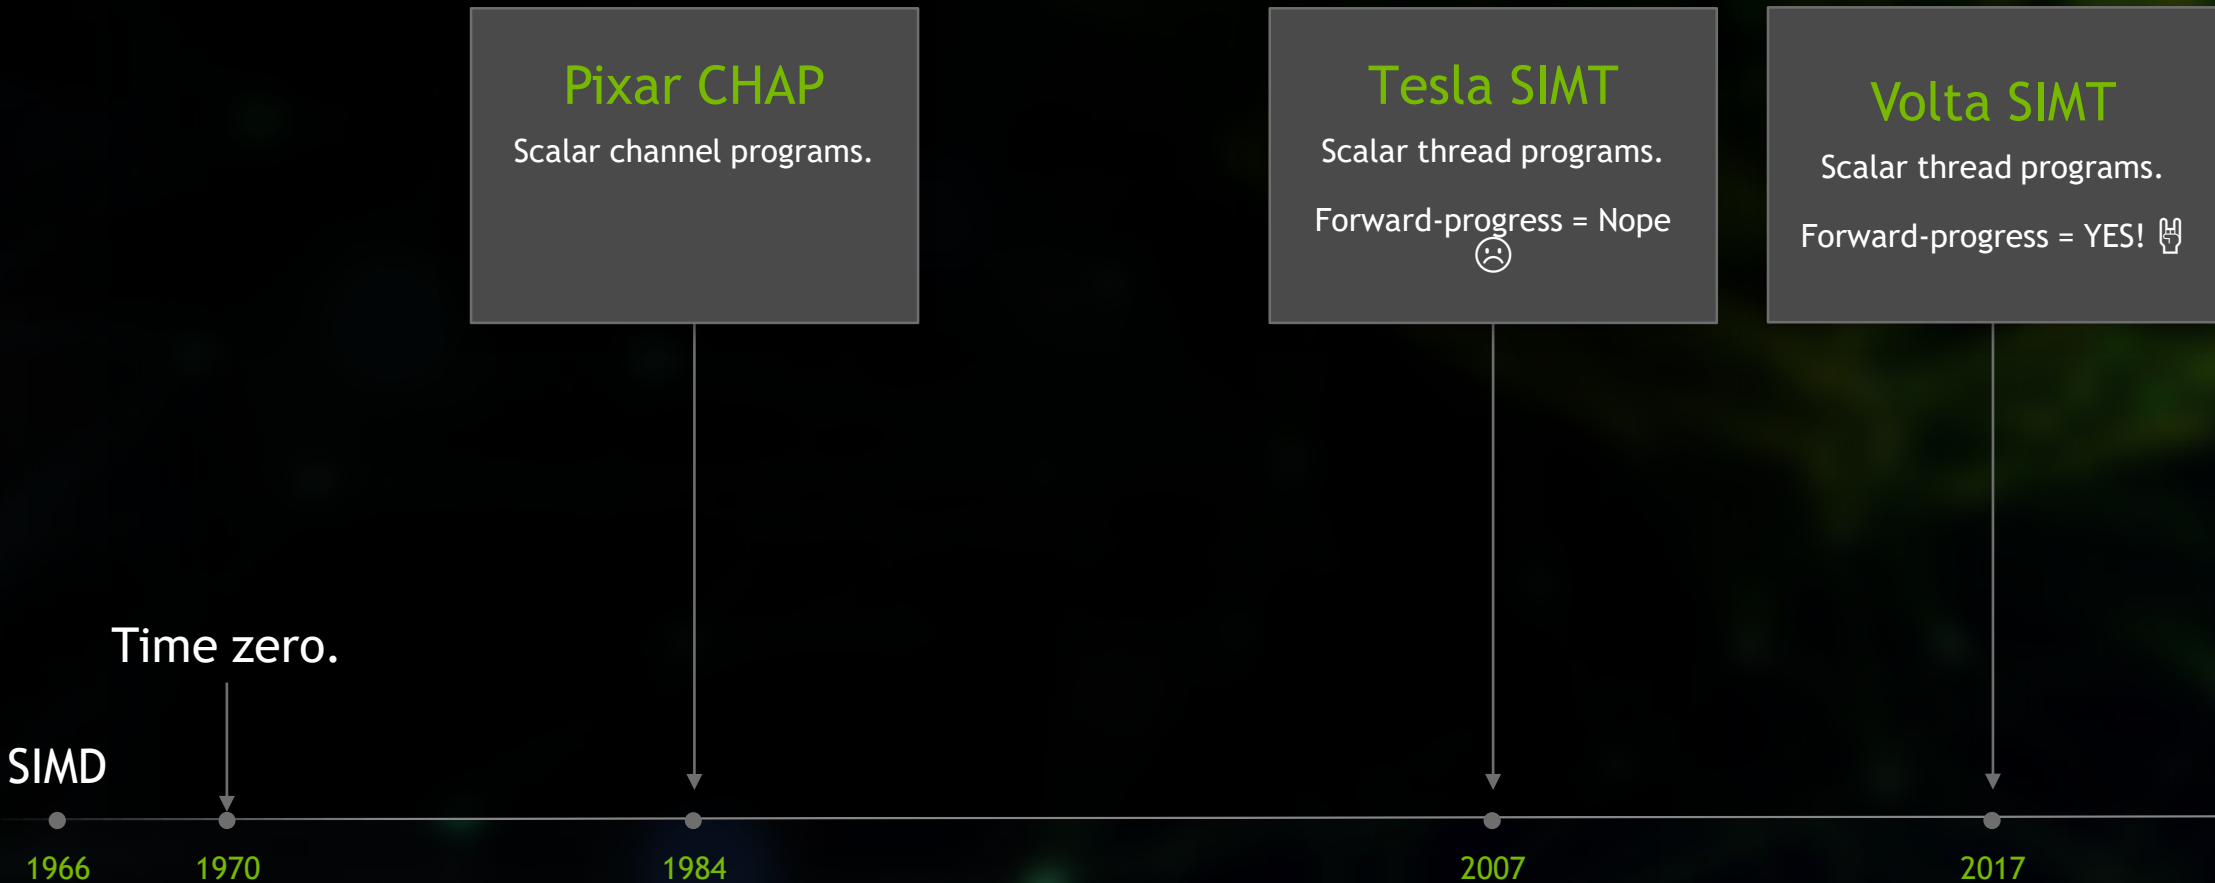 Pixar CHAP
Scalar channel programs.
Tesla SIMT
Scalar thread programs.
Forward-progress = Nope
☹
Volta SIMT
Scalar thread programs.
Forward-progress = YES! 🤘
Time zero.
SIMD
1966
1970
1984
2007
2017